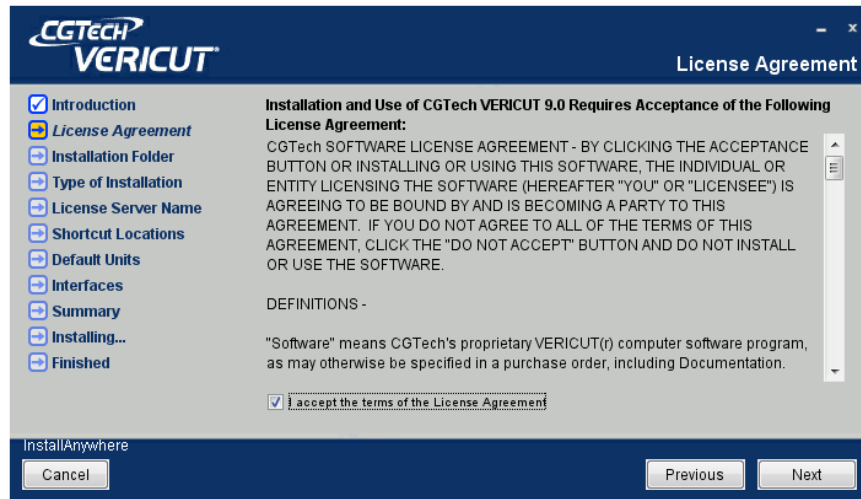 CGTECH
VERICUT
License Agreement
Introduction
License Agreement
Installation Folder
Type of Installation
License Server Name
Shortcut Locations
Default Units
Interfaces
Summary
Installing...
Finished
Installation and Use of CGTech VERICUT 9.0 Requires Acceptance of the Following
License Agreement:
CGTech SOFTWARE LICENSE AGREEMENT - BY CLICKING THE ACCEPTANCE
BUTTON OR INSTALLING OR USING THIS SOFTWARE, THE INDIVIDUAL OR
ENTITY LICENSING THE SOFTWARE (HEREAFTER "YOU" OR "LICENSEE") IS
AGREEING TO BE BOUND BY AND IS BECOMING A PARTY TO THIS
AGREEMENT.  IF YOU DO NOT AGREE TO ALL OF THE TERMS OF THIS
AGREEMENT, CLICK THE "DO NOT ACCEPT" BUTTON AND DO NOT INSTALL
OR USE THE SOFTWARE.
DEFINITIONS -
"Software" means CGTech's proprietary VERICUT(r) computer software program,
as may otherwise be specified in a purchase order, including Documentation.
I accept the terms of the License Agreement
InstallAnywhere
Cancel
Previous
Next